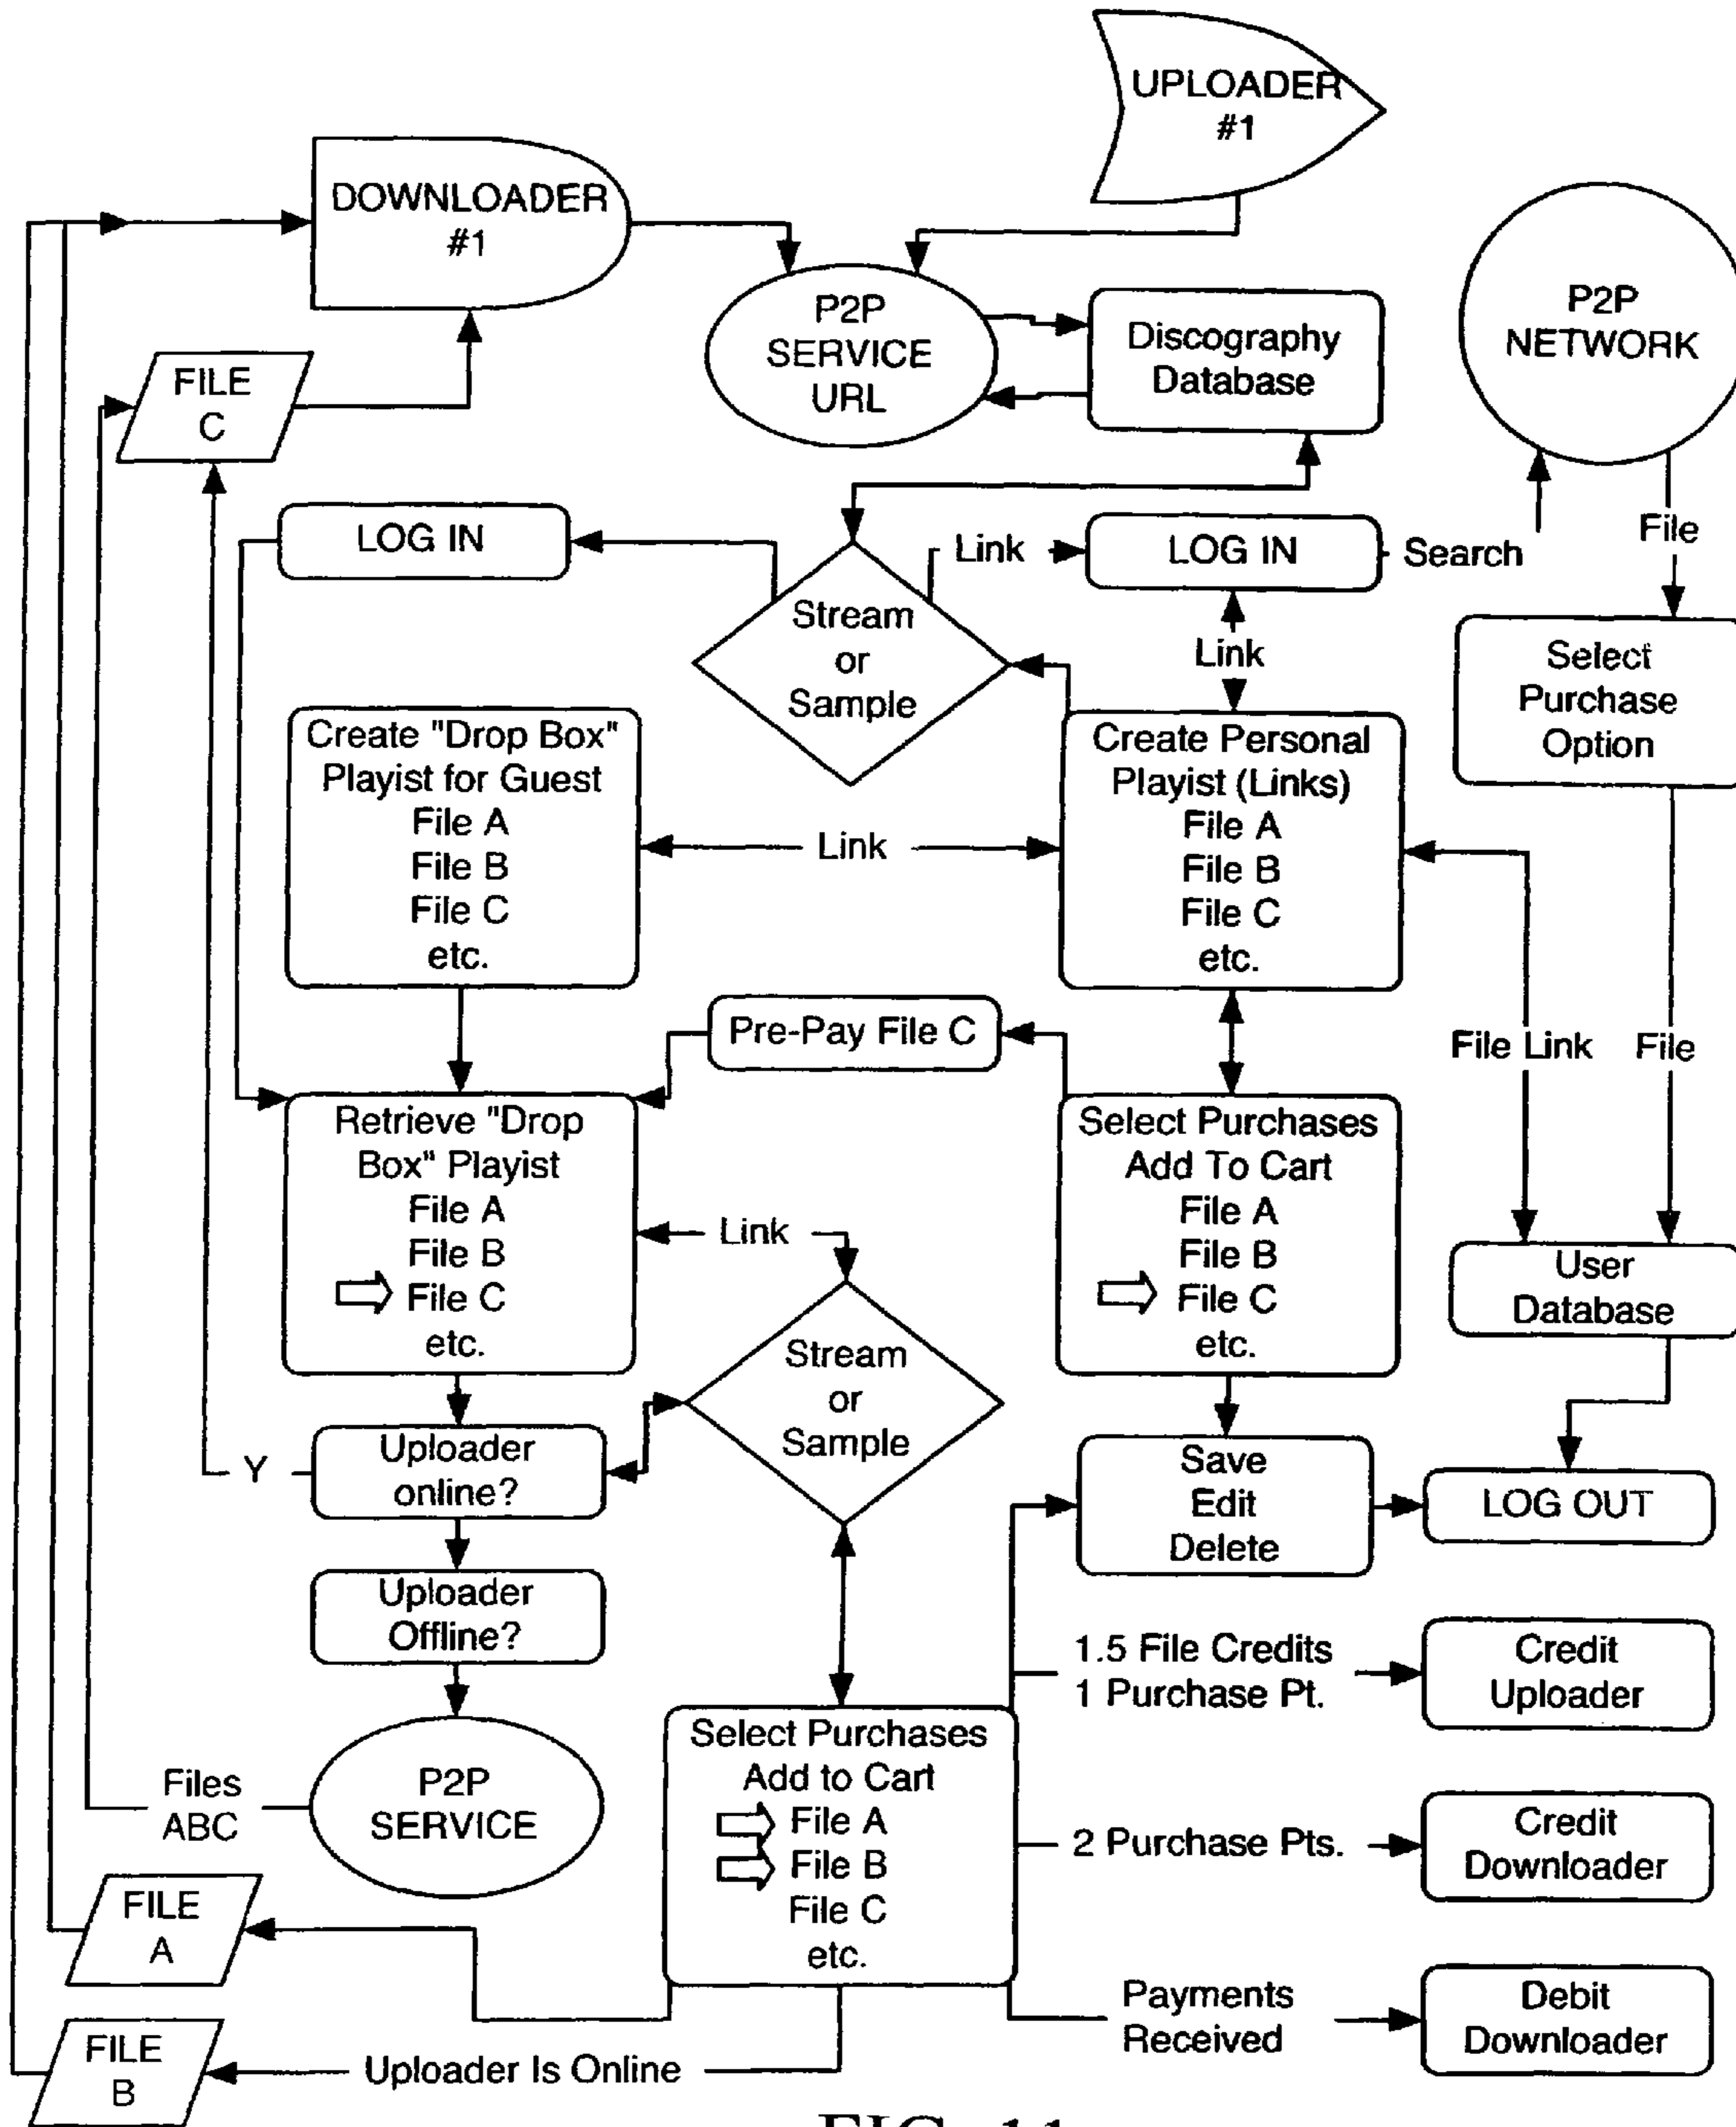 UPLOADER
#1
DOWNLOADER
#1
P2P
SERVICE
URL
Discography
Database
P2P
NETWORK
FILE
C
LOG IN
Link
LOG IN
Search
File
Stream
or
Sample
Link
Select
Purchase
Option
Create "Drop Box"
Playist for Guest
File A
File B
File C
etc.
Link
Create Personal
Playist (Links)
File A
File B
File C
etc.
Pre-Pay File C
File Link
File
Retrieve "Drop
Box" Playist
File A
File B
File C
etc.
Link
Select Purchases
Add To Cart
File A
File B
File C
etc.
User
Database
Stream
or
Sample
Y
Uploader
online?
Save
Edit
Delete
LOG OUT
Uploader
Offline?
1.5 File Credits
1 Purchase Pt.
Credit
Uploader
Files
ABC
P2P
SERVICE
Select Purchases
Add to Cart
File A
File B
File C
etc.
2 Purchase Pts.
Credit
Downloader
FILE
A
Payments
Received
Debit
Downloader
FILE
B
Uploader Is Online
FIG. 11